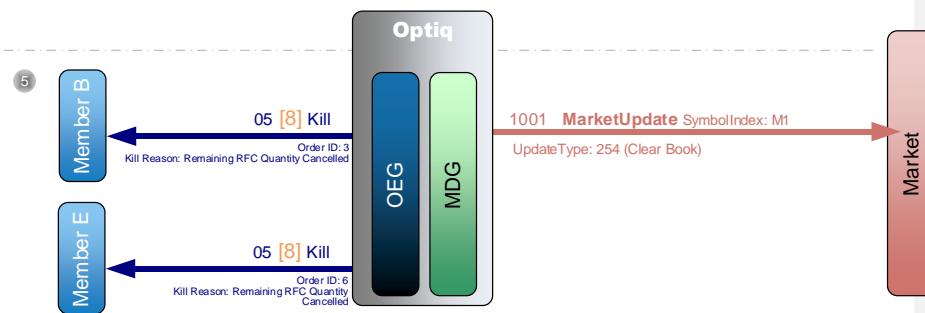 Optiq
5
Member B
05 [8] Kill
Order ID: 3
Kill Reason: Remaining RFC Quantity Cancelled
OEG
MDG
1001 MarketUpdate SymbolIndex: M1
UpdateType: 254 (Clear Book)
Market
Member E
05 [8] Kill
Order ID: 6
Kill Reason: Remaining RFC Quantity
Cancelled